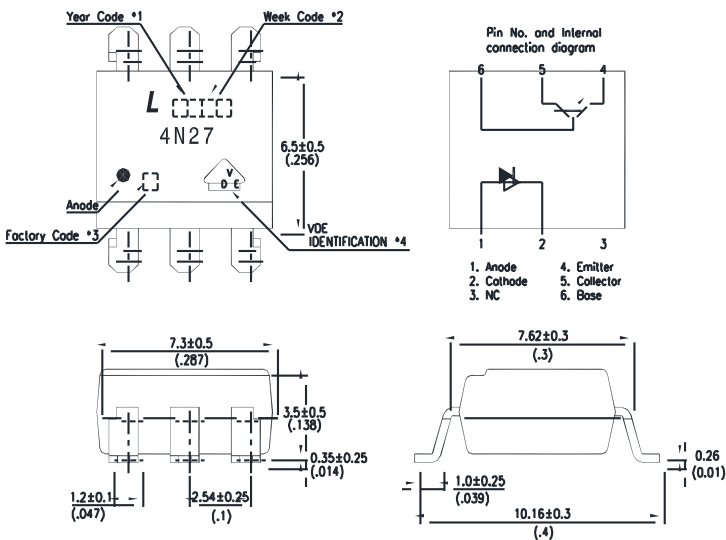 Year Code *1
Week Code *2
L
4N27
V
D E
Anode
Factory Code *3
VDE
IDENTIFICATION *4
6.5±0.5
(.256)
Pin No. and Internal
connection diagram
6 5 4
1 2 3
1. Anode
2. Cathode
3. NC
4. Emitter
5. Collector
6. Base
7.3±0.5
(.287)
3.5±0.5
(.138)
0.35±0.25
(.014)
1.2±0.1
(.047)
2.54±0.25
(.1)
7.62±0.3
(.3)
0.26
(0.01)
1.0±0.25
(.039)
10.16±0.3
(.4)